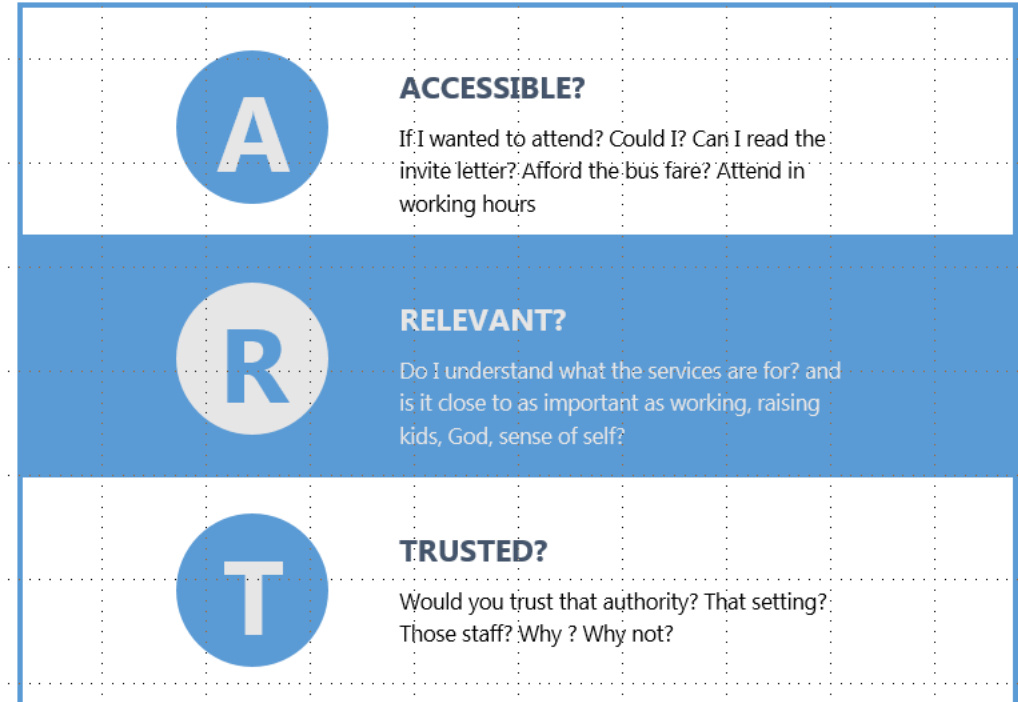 A
ACCESSIBLE?
If I wanted to attend? Could I? Can I read the
invite letter? Afford the bus fare? Attend in
working hours
R
RELEVANT?
Do I understand what the services are for? and
is it close to as important as working, raising
kids, God, sense of self?
T
TRUSTED?
Would you trust that authority? That setting?
Those staff? Why ? Why not?